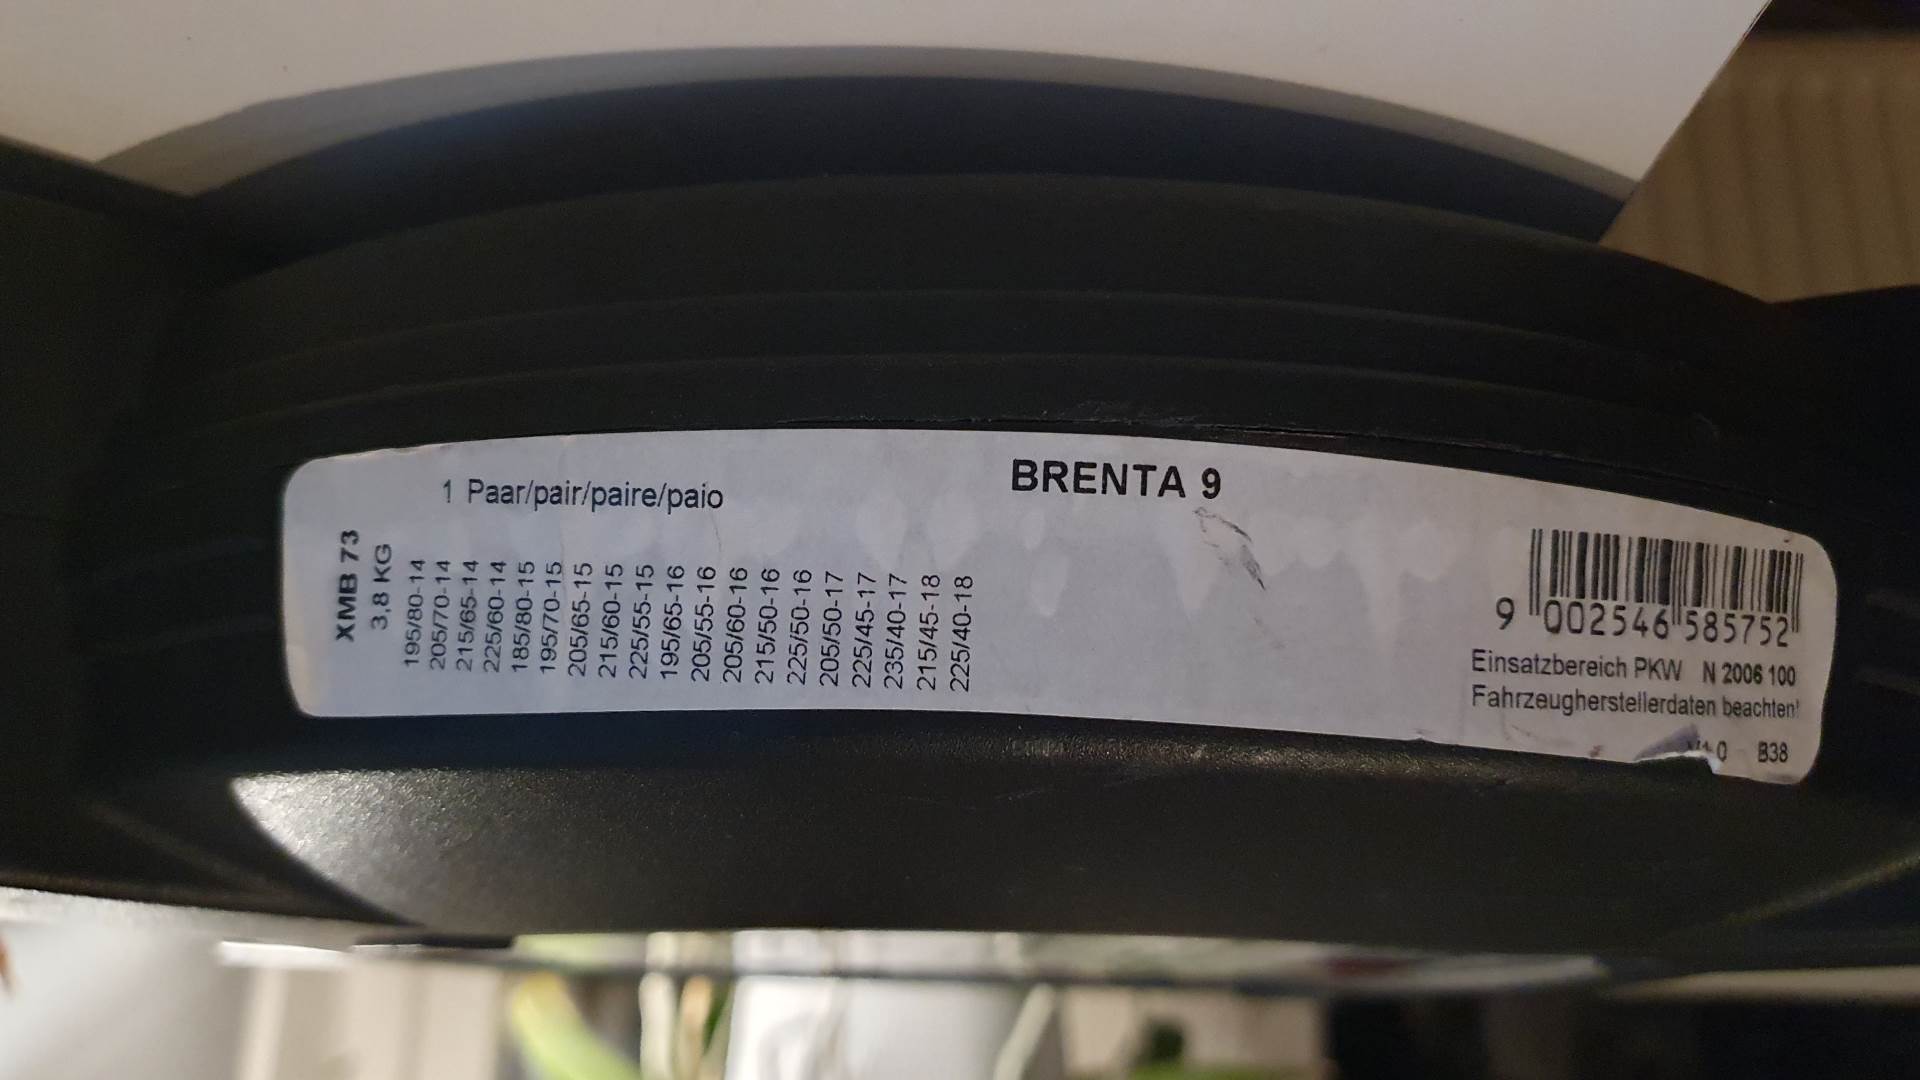 1 Paar/pair/paire/paio
BRENTA 9
XMB 73
3,8 KG
195/80-14
205/70-14
215/65-14
225/60-14
185/80-15
195/70-15
205/65-15
215/60-15
225/55-15
195/65-16
205/55-16
205/60-16
215/50-16
225/50-16
205/50-17
225/45-17
235/40-17
215/45-18
225/40-18
9 002546 585752
Einsatzbereich PKW N 2006 100
Fahrzeugherstellerdaten beachten!
B38